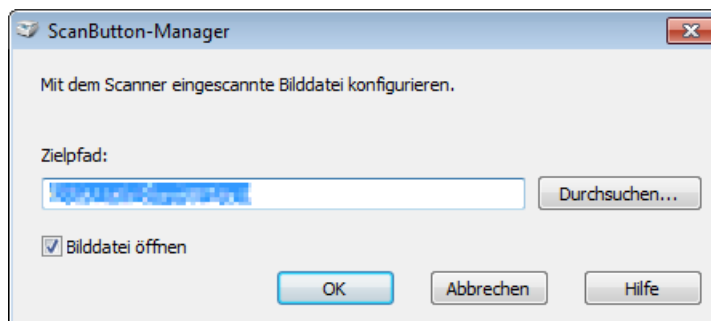 ScanButton-Manager
Mit dem Scanner eingescannte Bilddatei konfigurieren.
Zielpfad:
Durchsuchen...
Bilddatei öffnen
OK Abbrechen Hilfe